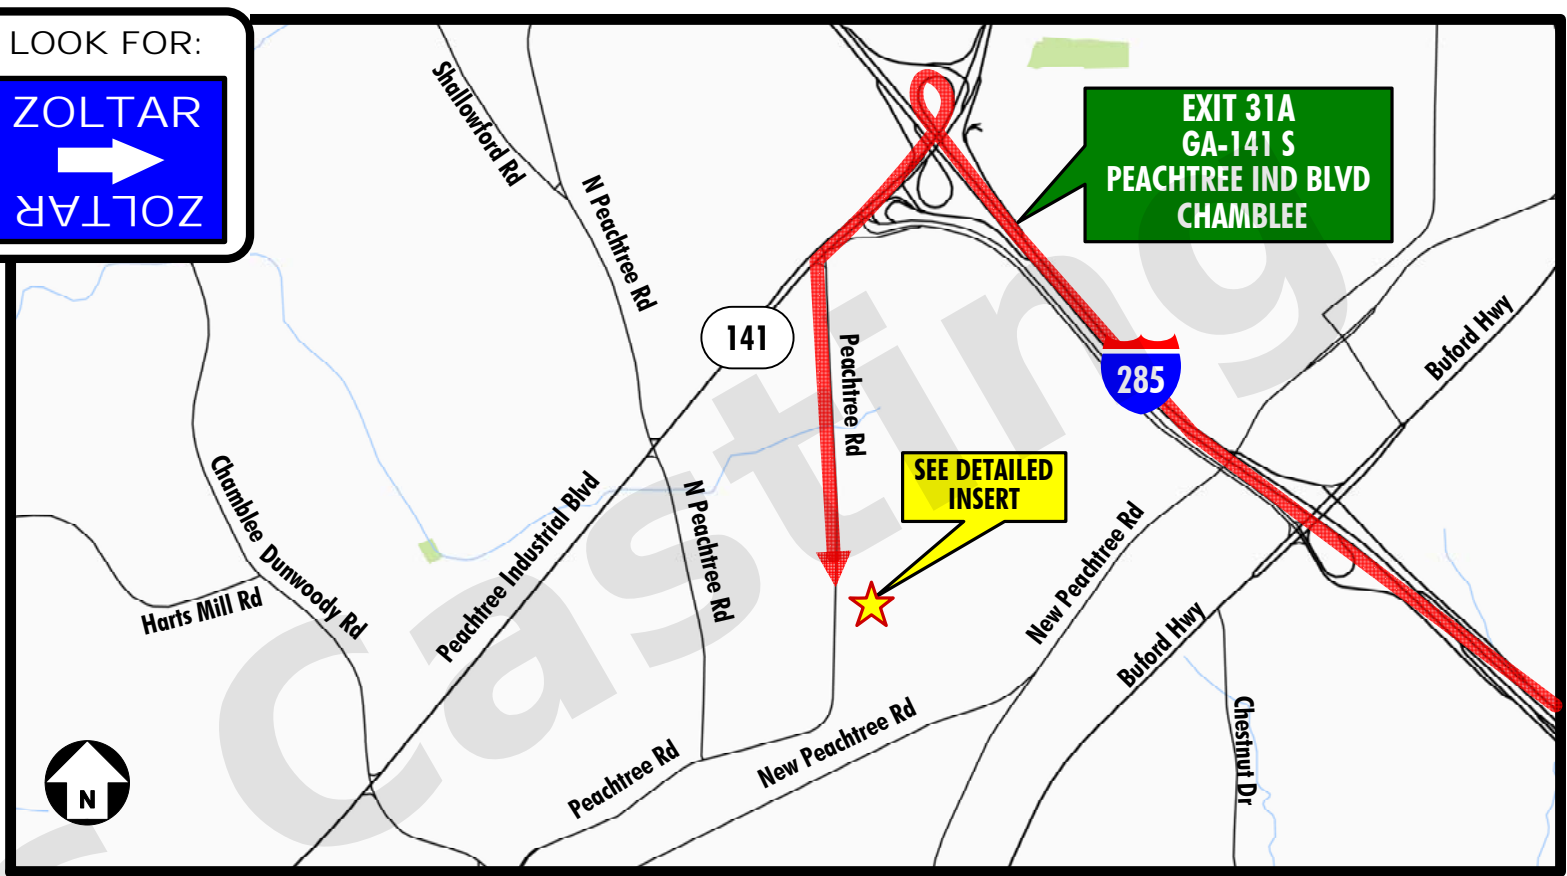 LOOK FOR:
ZOLTAR
ZOLTAR
EXIT 31A
GA-141 S
PEACHTREE IND BLVD
CHAMBLEE
Shallowford Rd
N Peachtree Rd
141
Peachtree Rd
285
Buford Hwy
SEE DETAILED
INSERT
Chamblee Dunwoody Rd
Peachtree Industrial Blvd
N Peachtree Rd
New Peachtree Rd
Harts Mill Rd
Buford Hwy
Chestnut Dr
New Peachtree Rd
Peachtree Rd
N
Casting